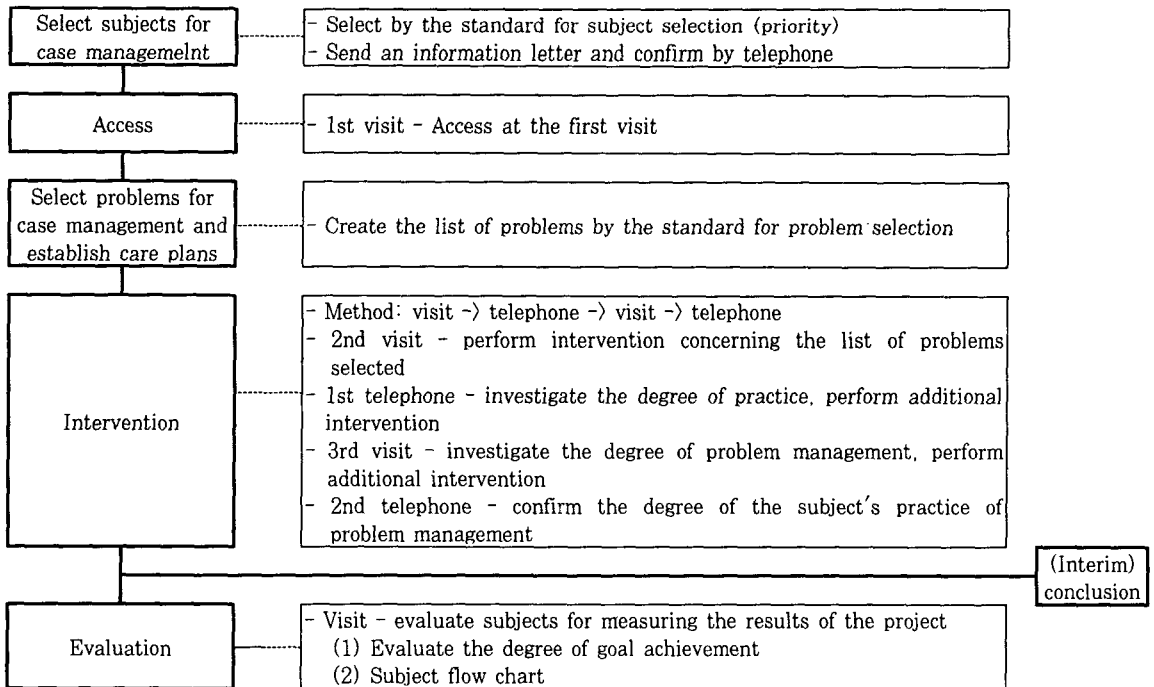 Select subjects for
case managemelnt
- Select by the standard for subject selection (priority)
- Send an information letter and confirm by telephone
Access
- 1st visit - Access at the first visit
Select problems for
case management and
establish care plans
- Create the list of problems by the standard for problem selection
Intervention
- Method: visit -> telephone -> visit -> telephone
- 2nd visit - perform intervention concerning the list of problems
selected
- 1st telephone - investigate the degree of practice, perform additional
intervention
- 3rd visit - investigate the degree of problem management, perform
additional intervention
- 2nd telephone - confirm the degree of the subject's practice of
problem management
(Interim)
conclusion
Evaluation
- Visit - evaluate subjects for measuring the results of the project
(1) Evaluate the degree of goal achievement
(2) Subject flow chart